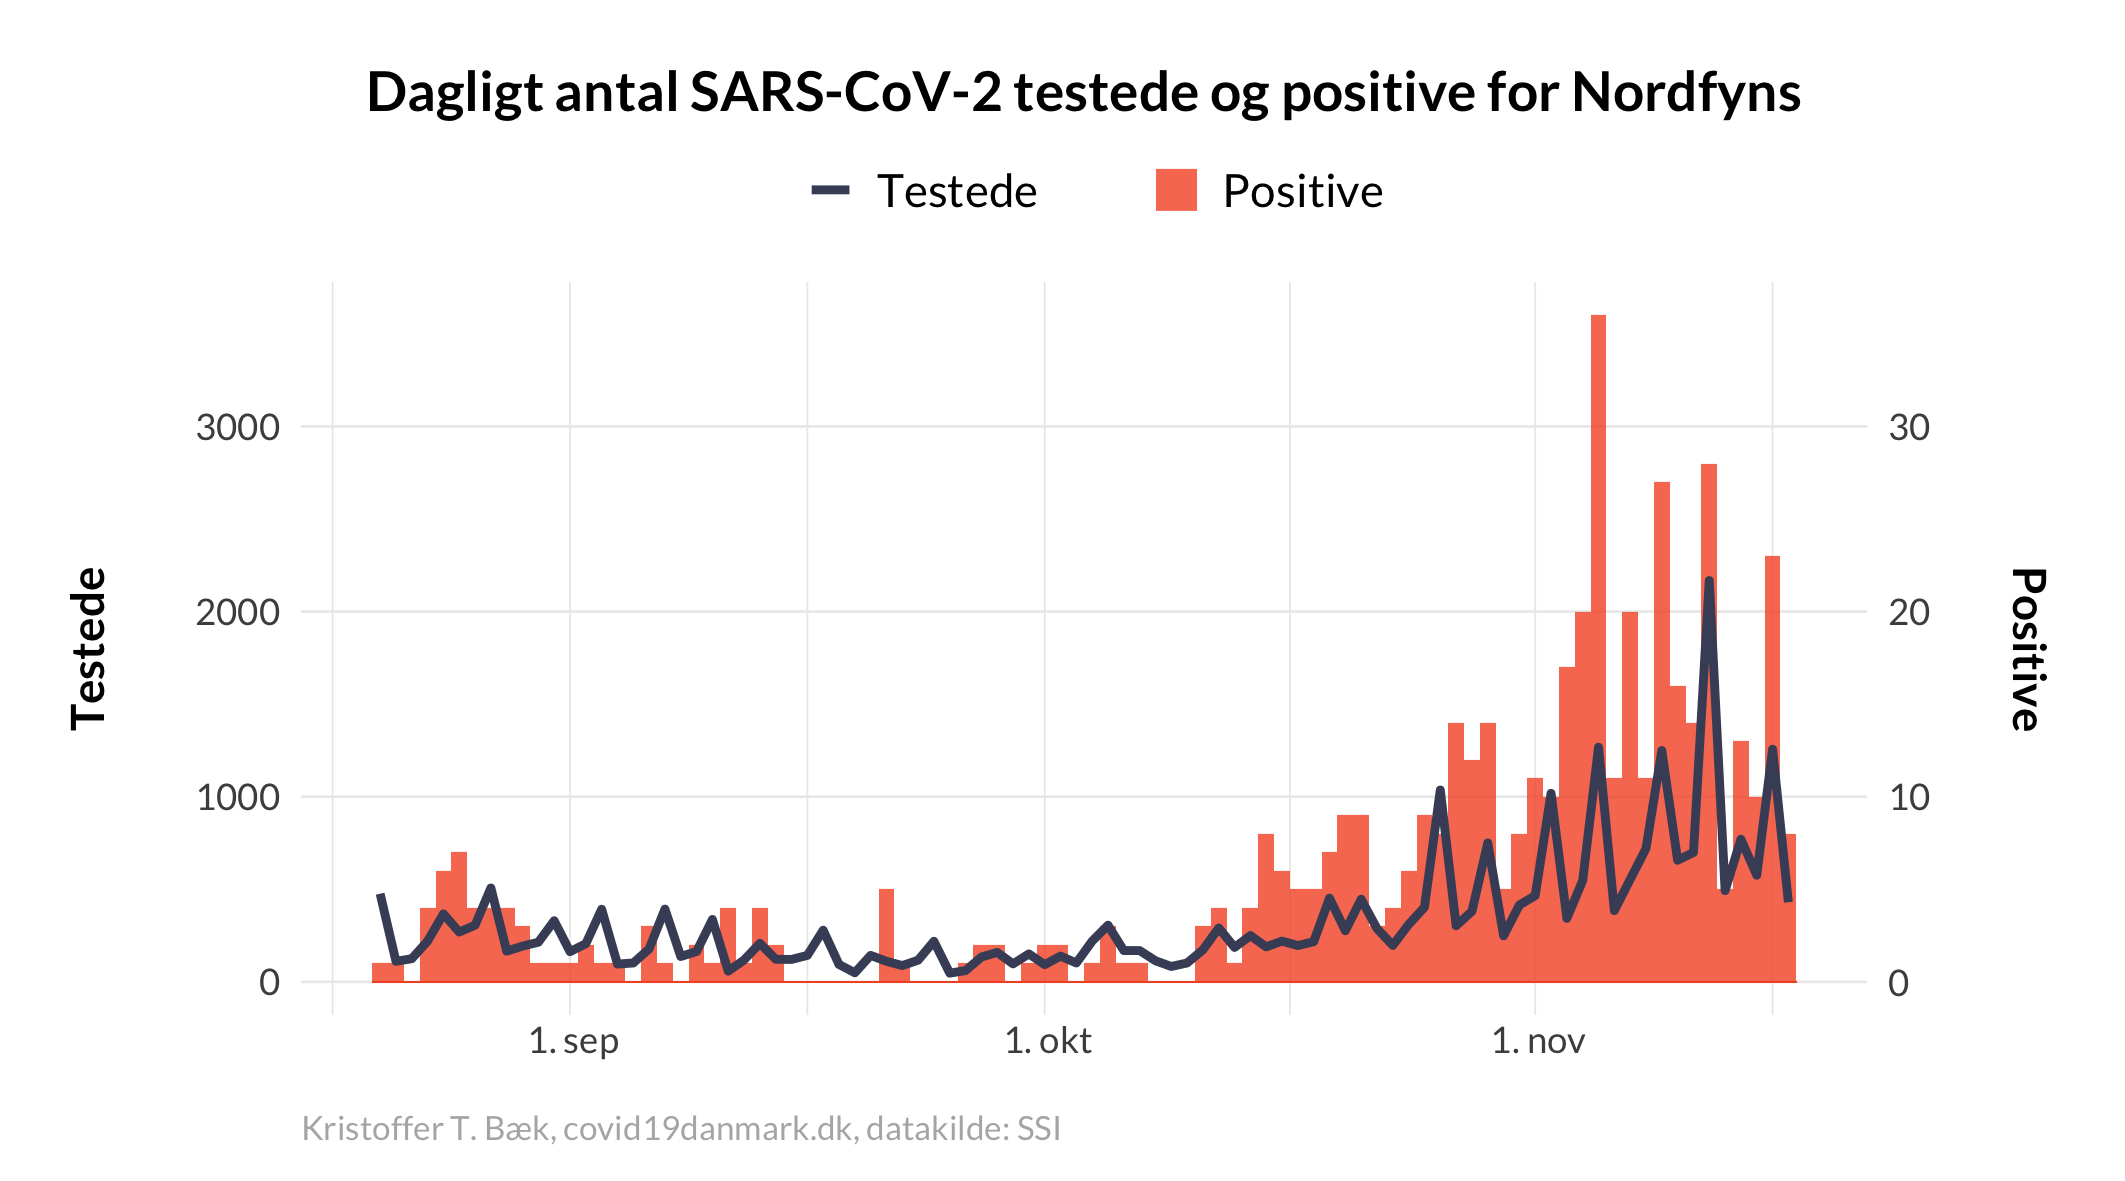 Dagligt antal SARS-CoV-2 testede og positive for Nordfyns
Testede
Positive
3000
2000
1000
0
30
20
10
0
Testede
Positive
1. sep
1. okt
1. nov
Kristoffer T. Bæk, covid19danmark.dk, datakilde: SSI